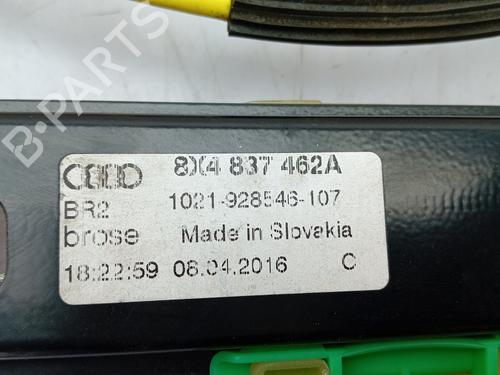 8X4 837 462A
BR2 1021-928546-107
brose Made in Slovakia
18:22:59 08.04.2016 C
B-PARTS